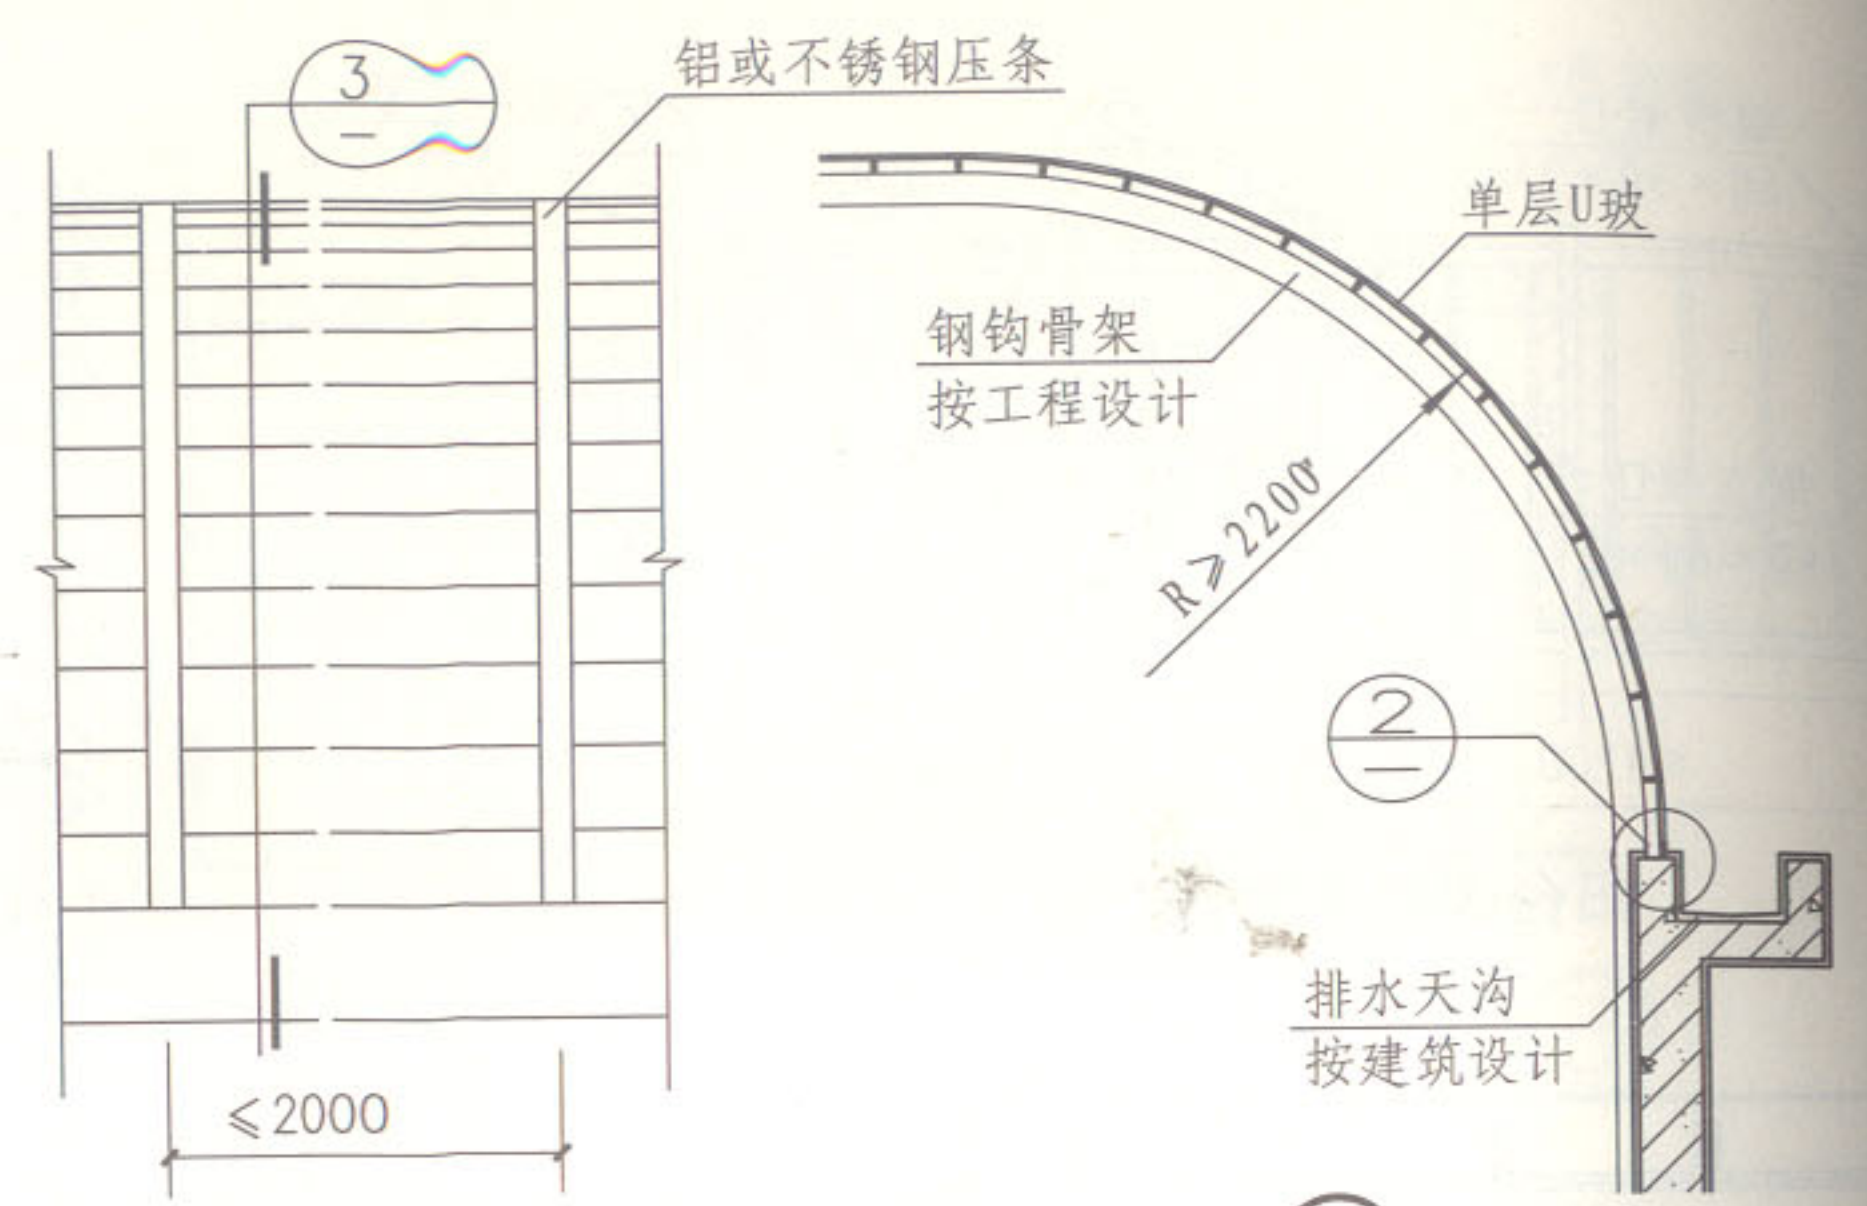 3
—
铝或不锈钢压条
单层U玻
钢钩骨架
按工程设计
R≥2200
2
—
排水天沟
按建筑设计
≤2000